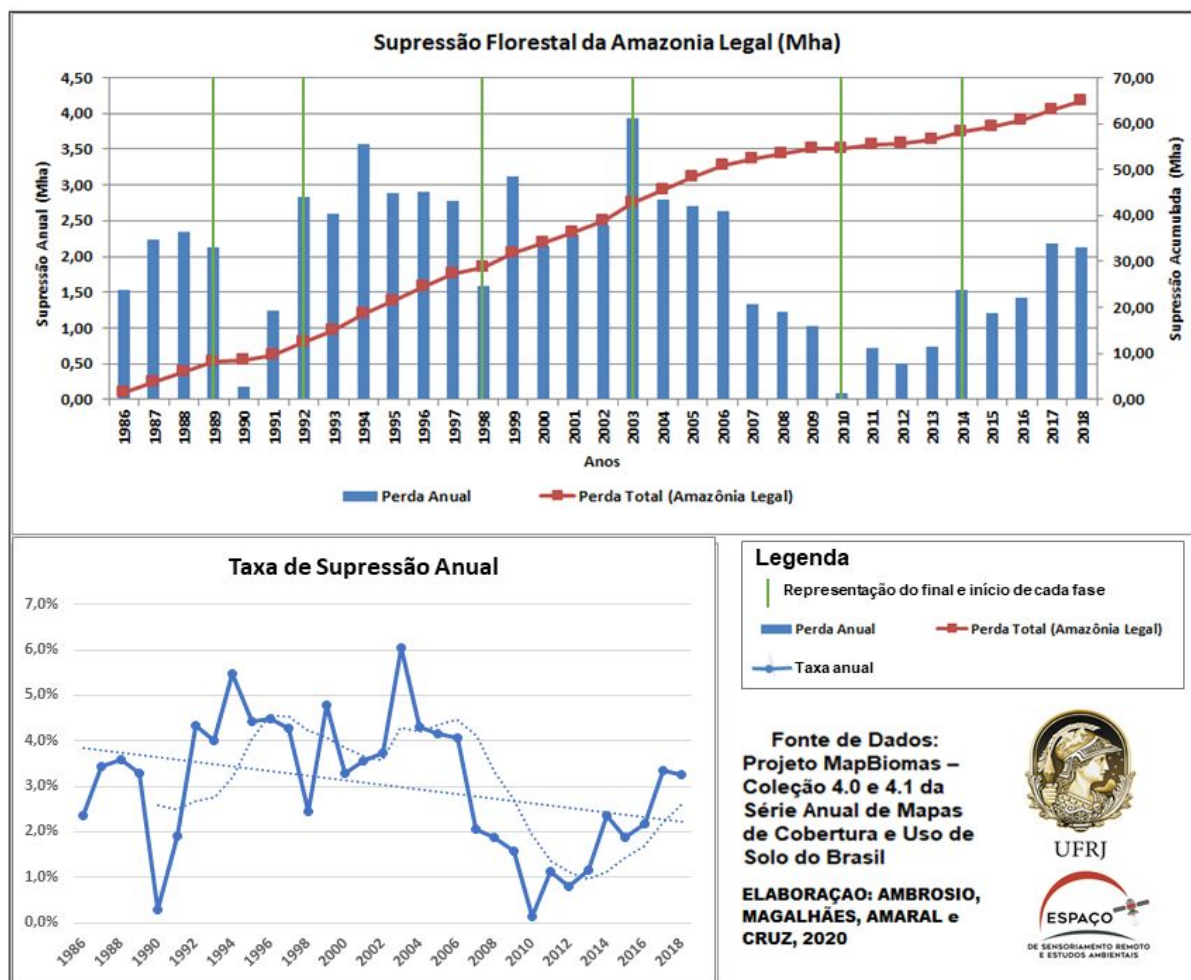 Supressão Florestal da Amazonia Legal (Mha)
Supressão Anual (Mha)
4,50
4,00
3,50
3,00
2,50
2,00
1,50
1,00
0,50
0,00
70,00
60,00
50,00
40,00
30,00
20,00
10,00
0,00
Supressão Acumulada (Mha)
1986 1987 1988 1989 1990 1991 1992 1993 1994 1995 1996 1997 1998 1999 2000 2001 2002 2003 2004 2005 2006 2007 2008 2009 2010 2011 2012 2013 2014 2015 2016 2017 2018
Anos
Perda Anual Perda Total (Amazônia Legal)
Taxa de Supressão Anual
7,0%
6,0%
5,0%
4,0%
3,0%
2,0%
1,0%
0,0%
1986 1988 1990 1992 1994 1996 1998 2000 2002 2004 2006 2008 2010 2012 2014 2016 2018
Legenda
Representação do final e início de cada fase
Perda Anual Perda Total (Amazônia Legal)
Taxa anual
Fonte de Dados:
Projeto MapBiomas –
Coleção 4.0 e 4.1 da
Série Anual de Mapas
de Cobertura e Uso de
Solo do Brasil
ELABORAÇAO: AMBROSIO,
MAGALHÃES, AMARAL e
CRUZ, 2020
UFRJ
ESPAÇO
DE SENSORIAMENTO REMOTO
E ESTUDOS AMBIENTAIS